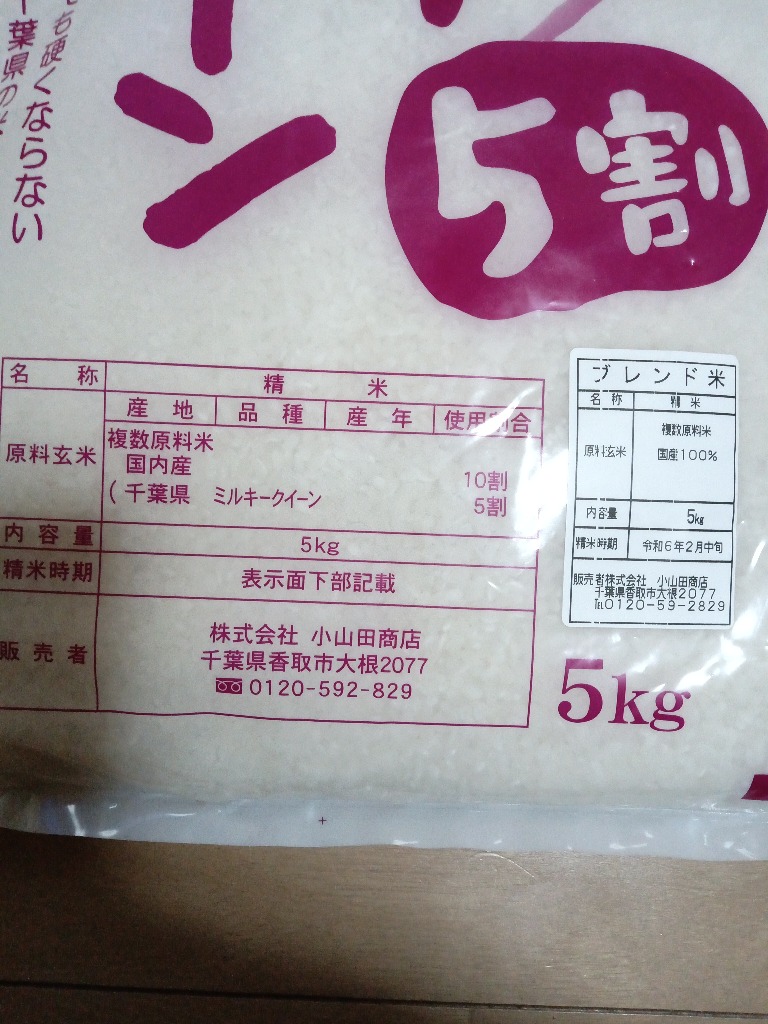 も硬くならない
葉県の
ン
5割
名称 精米
産地 品種 産年 使用割合
原料玄米
複数原料米
国内産 10割
(千葉県 ミルキークイーン 5割
内容量 5kg
精米時期 表示面下部記載
販売者
株式会社 小山田商店
千葉県香取市大根2077
0120-592-829
ブレンド米
名称 精米
原料玄米
複数原料米
国産100%
内容量 5kg
精米時期 令和6年2月中旬
販売者株式会社 小山田商店
千葉県香取市大根2077
℡0120-59-2829
5kg